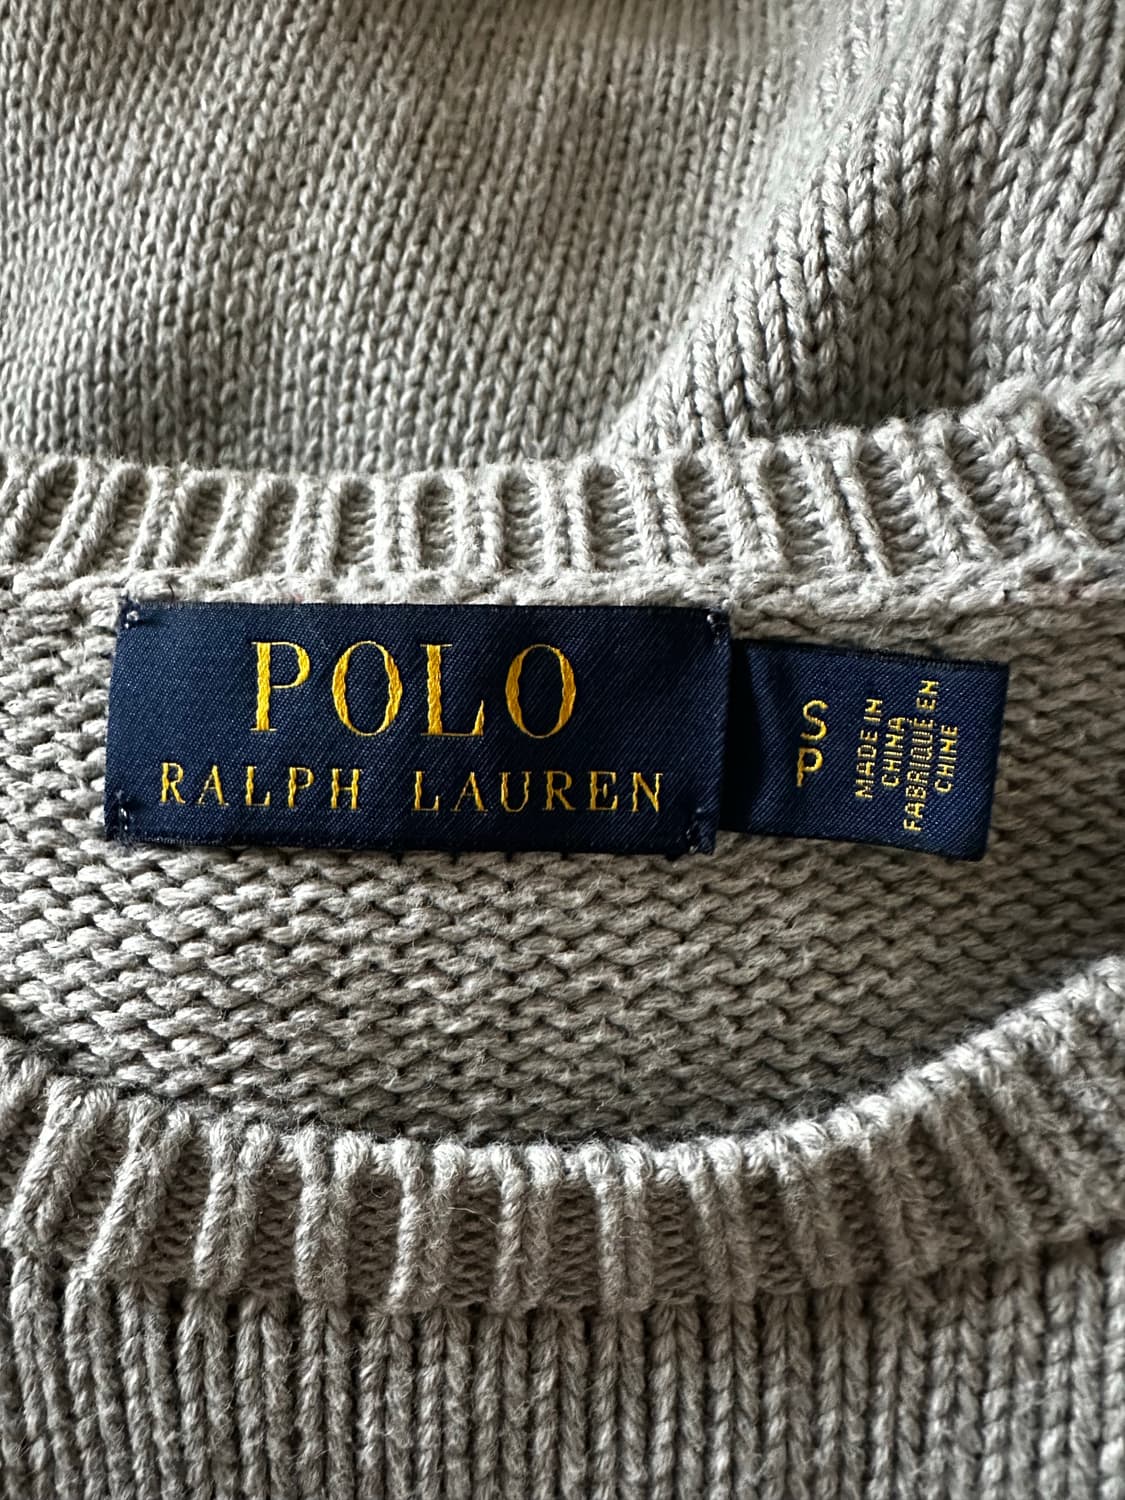 POLO
RALPH LAUREN
S
P
MADE IN
CHINA
FABRIQUÉ EN
CHINE